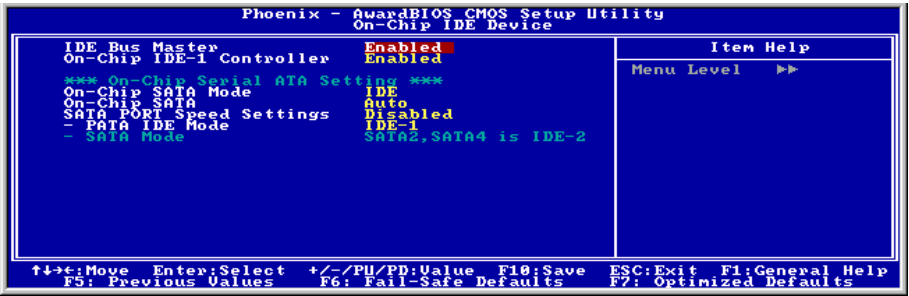 Phoenix - AwardBIOS CMOS Setup Utility
On-Chip IDE Device
IDE Bus Master Enabled
On-Chip IDE-1 Controller Enabled
*** On-Chip Serial ATA Setting ***
On-Chip SATA Mode IDE
On-Chip SATA Auto
SATA PORT Speed Settings Disabled
- PATA IDE Mode IDE-1
- SATA Mode SATA2,SATA4 is IDE-2
Item Help
Menu Level ▶▶
↑↓→←:Move Enter:Select +/-/PU/PD:Value F10:Save ESC:Exit F1:General Help
F5: Previous Values F6: Fail-Safe Defaults F7: Optimized Defaults